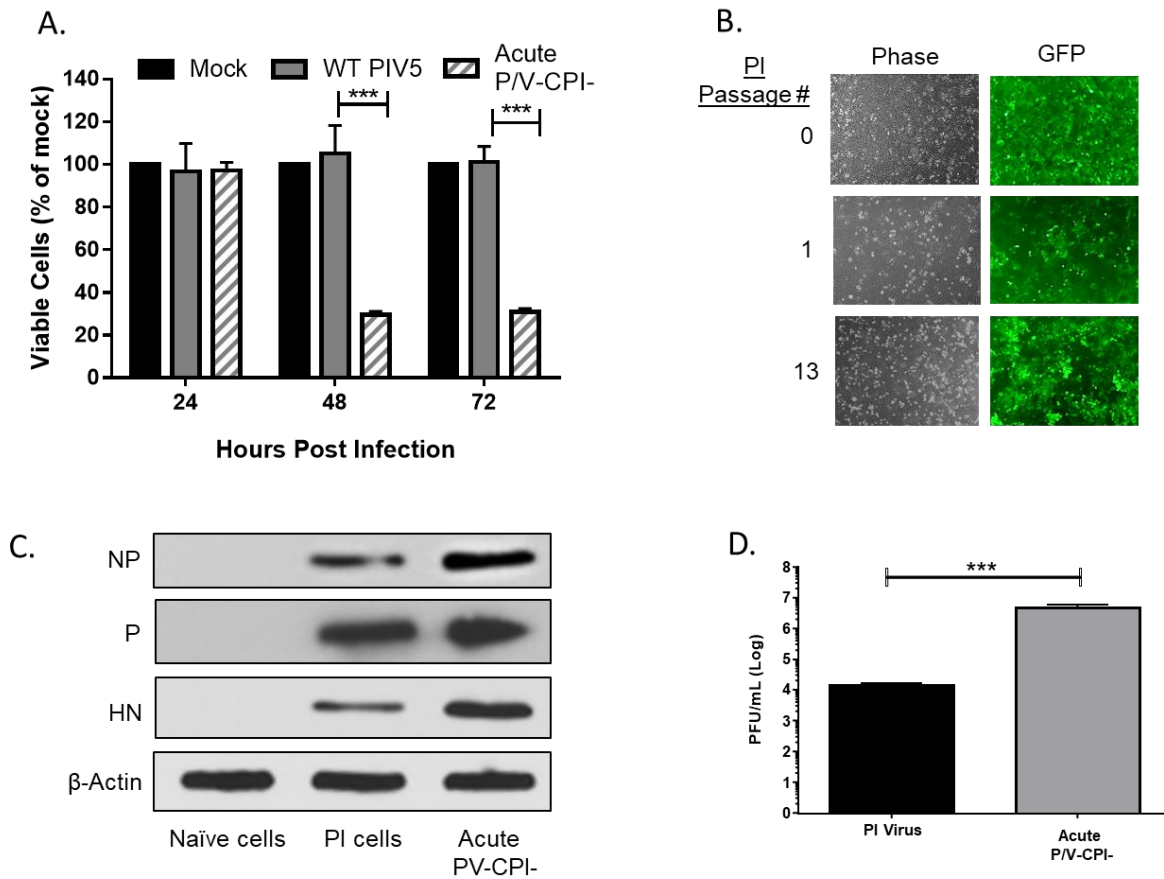 A.
Mock
WT PIV5
Acute
P/V-CPI-
140
120
100
80
60
40
20
0
Viable Cells (% of mock)
***
***
24
48
72
Hours Post Infection
B.
PI
Passage #
Phase
GFP
0
1
13
C.
NP
P
HN
β-Actin
Naïve cells
PI cells
Acute
PV-CPI-
D.
8
7
6
5
4
3
2
1
0
PFU/mL (Log)
***
PI Virus
Acute
P/V-CPI-